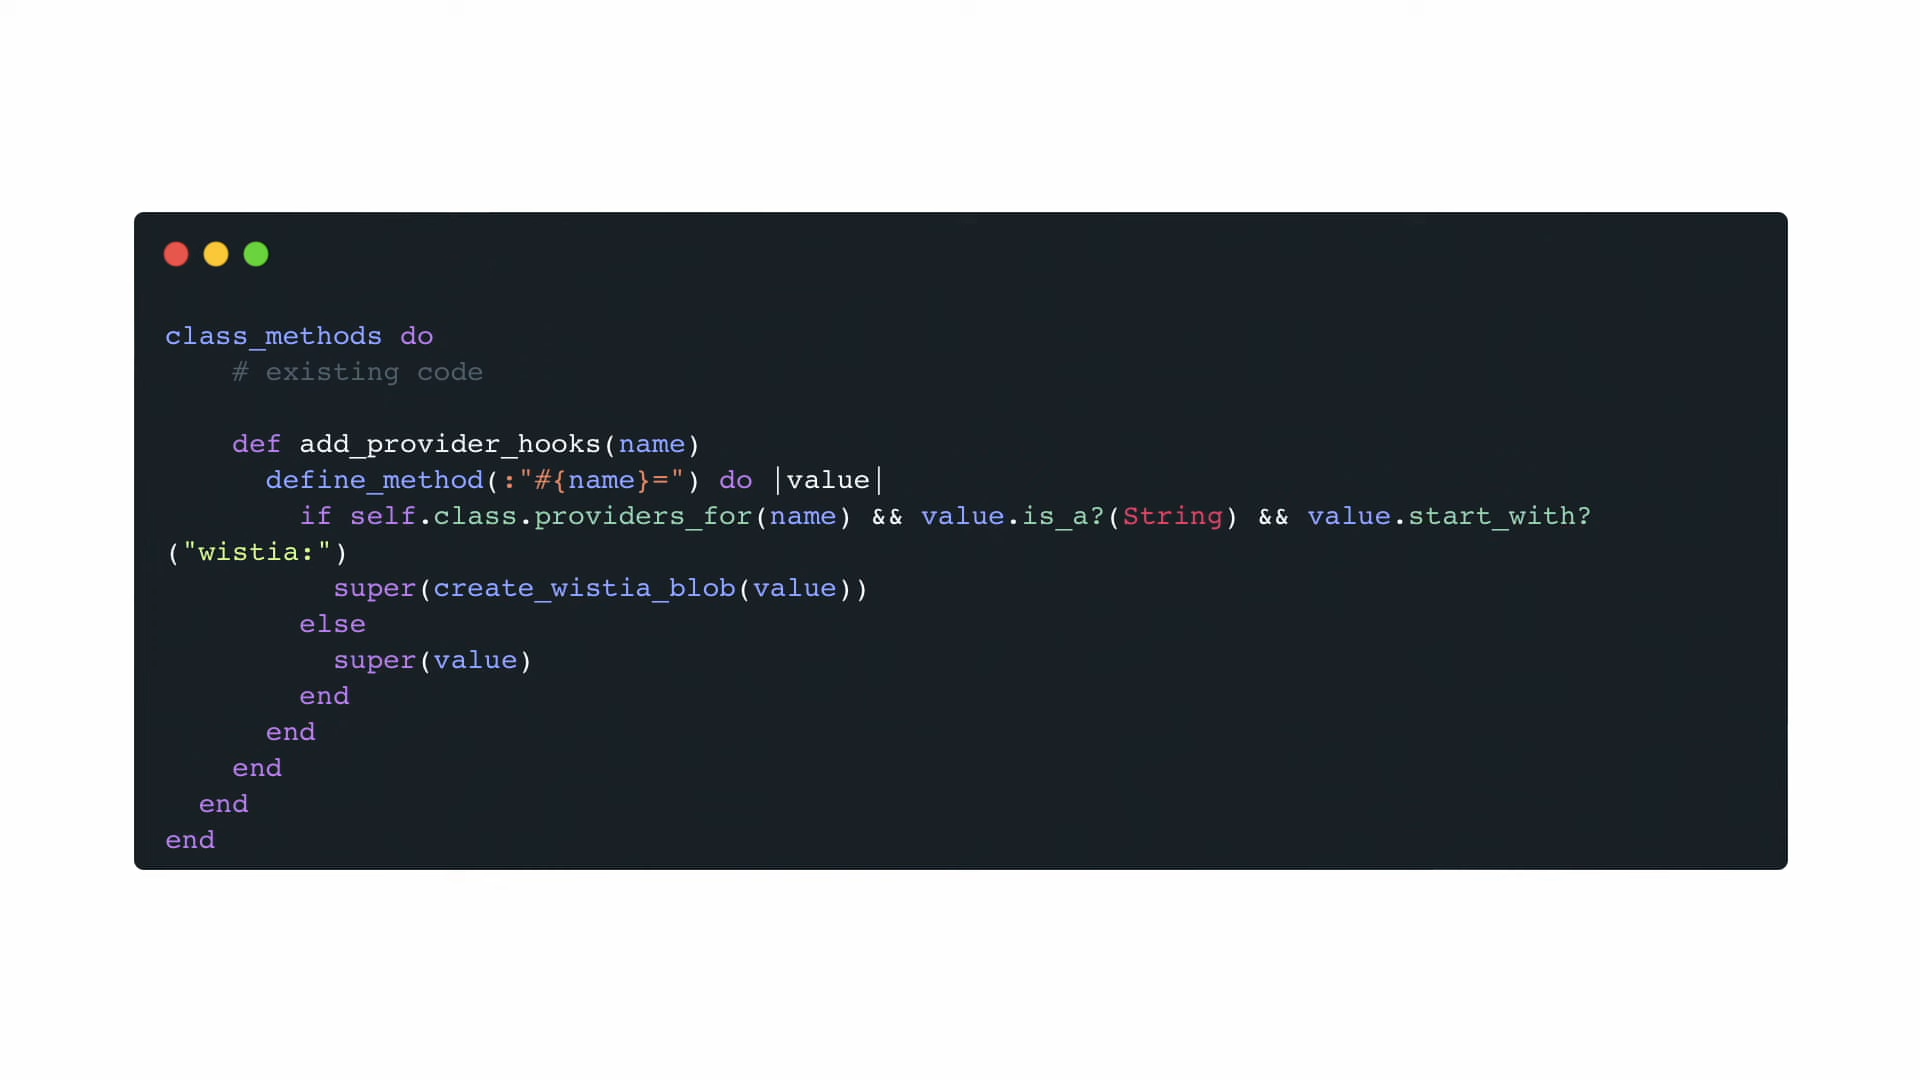 class_methods do
    # existing code

    def add_provider_hooks(name)
      define_method(:"#{name}=") do |value|
        if self.class.providers_for(name) && value.is_a?(String) && value.start_with?
("wistia:")
          super(create_wistia_blob(value))
        else
          super(value)
        end
      end
    end
  end
end